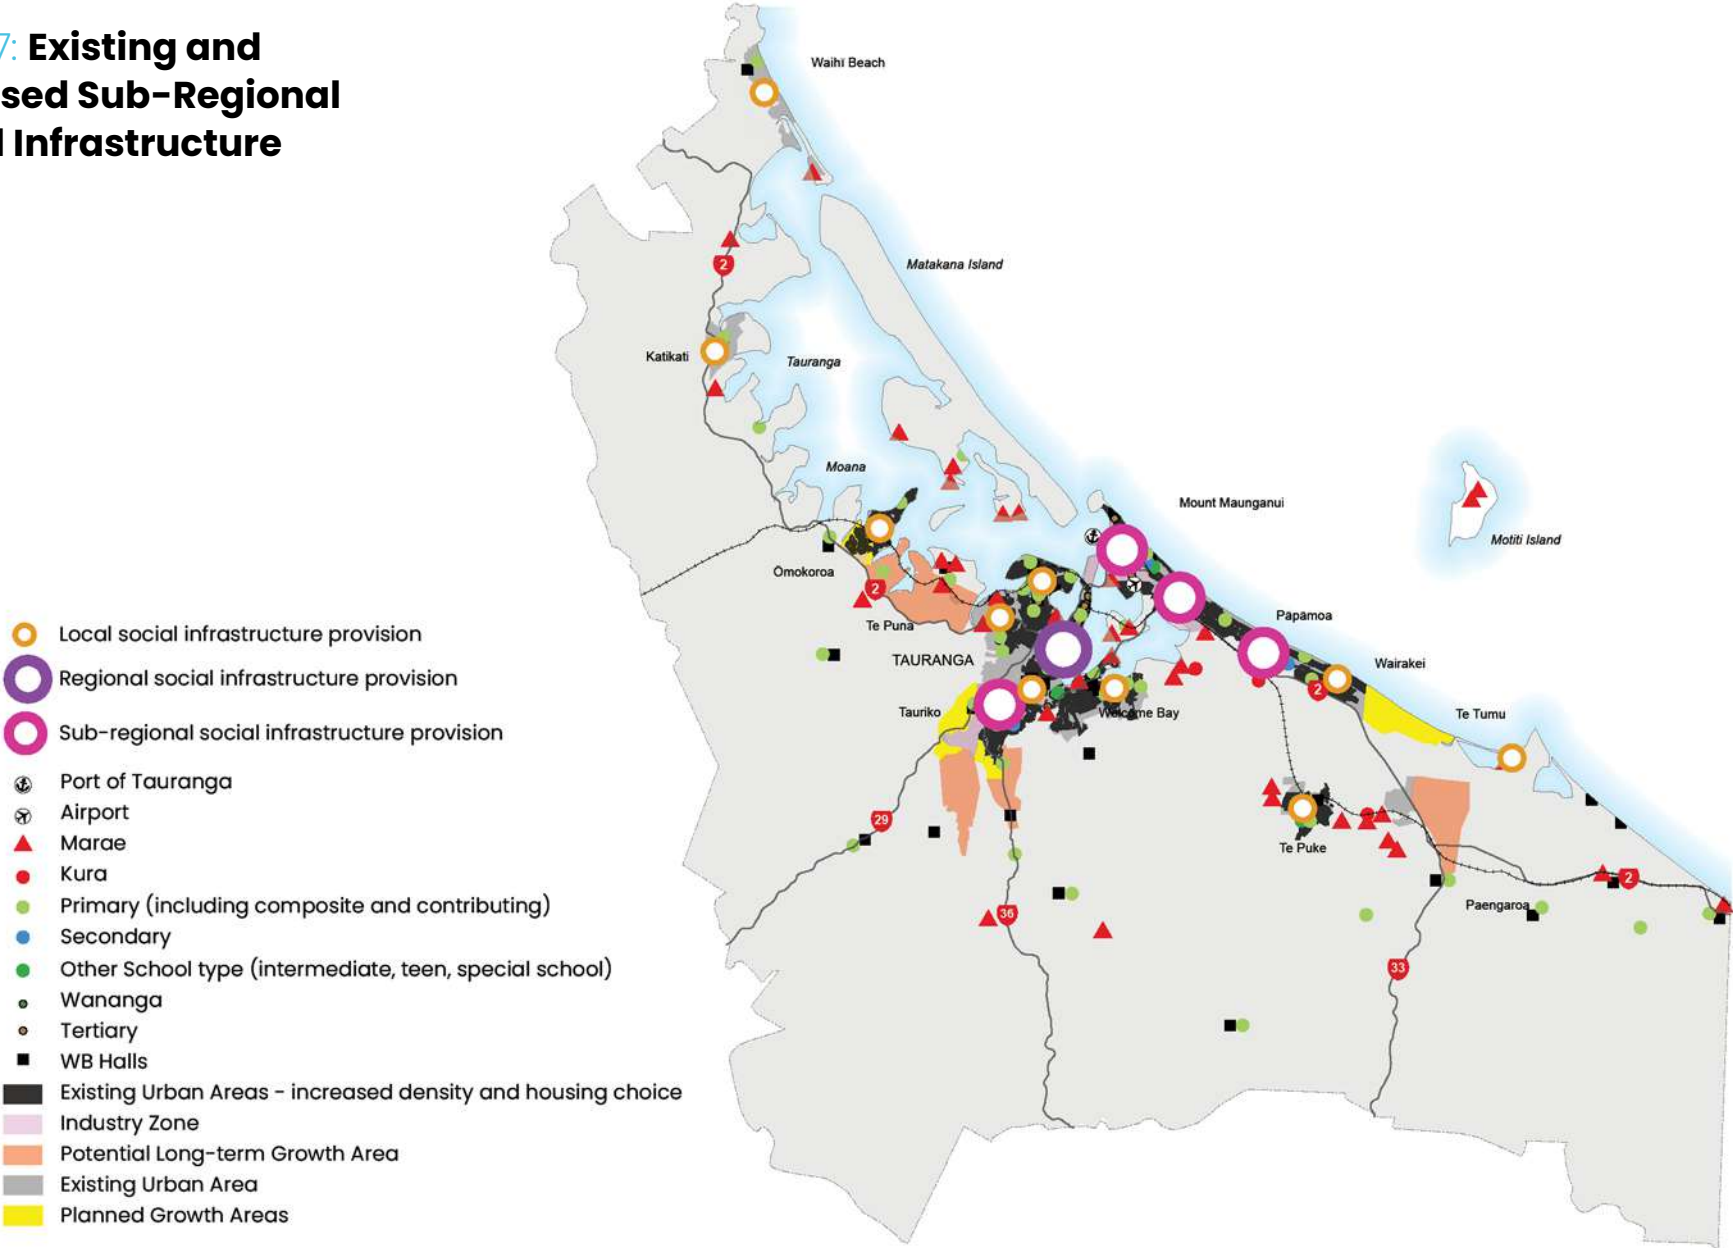 7: Existing and
sed Sub-Regional
l Infrastructure
Waihī Beach
Matakana Island
2
Katikati
Tauranga
Moana
Mount Maunganui
Motiti Island
Ōmokoroa
2
Te Puna
Papamoa
TAURANGA
Wairakei
2
Tauriko
Welcome Bay
Te Tumu
29
Te Puke
2
36
Paengaroa
33
Local social infrastructure provision
Regional social infrastructure provision
Sub-regional social infrastructure provision
Port of Tauranga
Airport
Marae
Kura
Primary (including composite and contributing)
Secondary
Other School type (intermediate, teen, special school)
Wananga
Tertiary
WB Halls
Existing Urban Areas - increased density and housing choice
Industry Zone
Potential Long-term Growth Area
Existing Urban Area
Planned Growth Areas